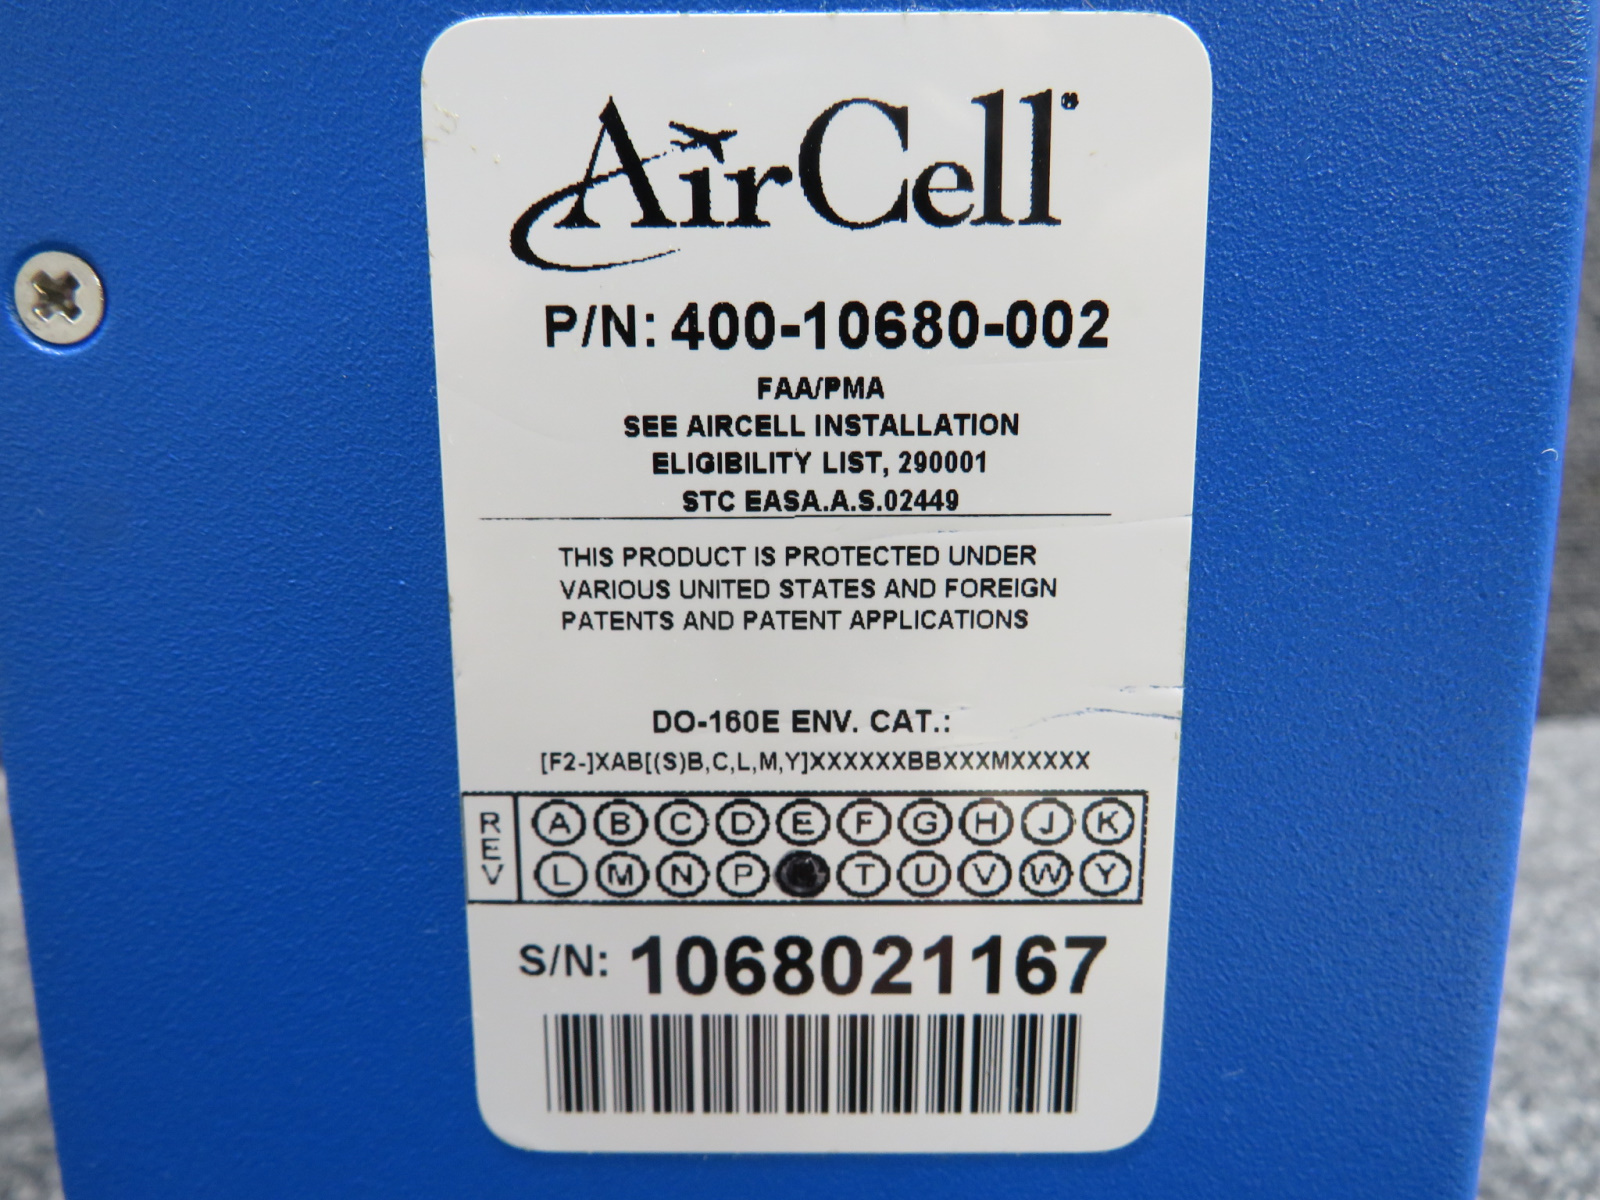 AirCell®
P/N: 400-10680-002
FAA/PMA
SEE AIRCELL INSTALLATION
ELIGIBILITY LIST, 290001
STC EASA.A.S.02449
THIS PRODUCT IS PROTECTED UNDER
VARIOUS UNITED STATES AND FOREIGN
PATENTS AND PATENT APPLICATIONS
DO-160E ENV. CAT.:
[F2-]XAB[(S)B,C,L,M,Y]XXXXXXBBXXXMXXXXX
REV
A B C D E F G H J K
L M N P T U V W Y
S/N: 1068021167